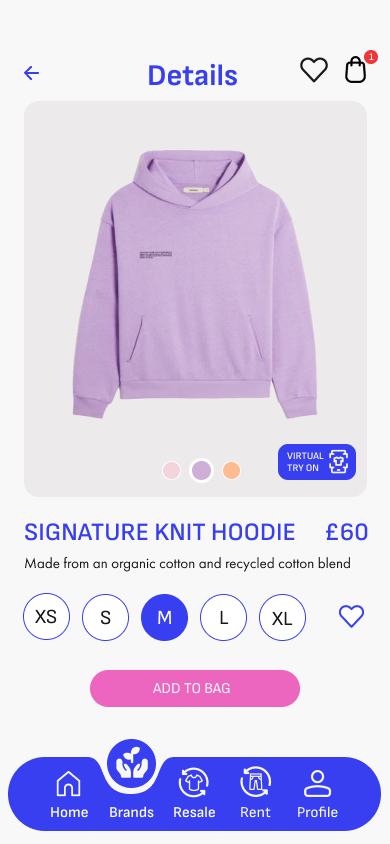 Details
1
VIRTUAL
TRY ON
SIGNATURE KNIT HOODIE £60
Made from an organic cotton and recycled cotton blend
XS S M L XL
ADD TO BAG
Home Brands Resale Rent Profile